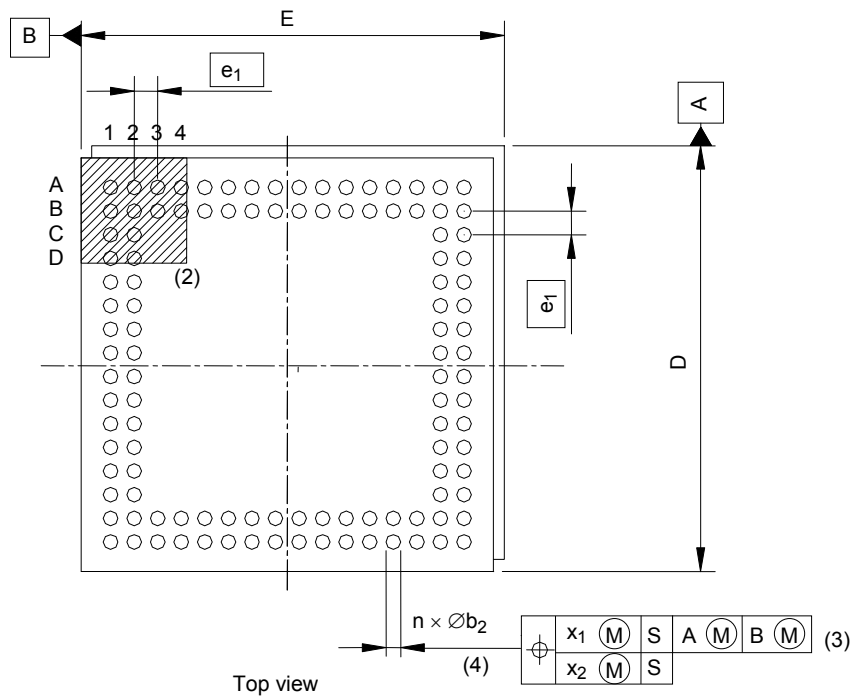 B
E
e₁
A
1 2 3 4
A
B
C
D
(2)
e₁
D
n × ∅b₂
x₁ Ⓜ S A Ⓜ B Ⓜ (3)
(4)
x₂ Ⓜ S
Top view